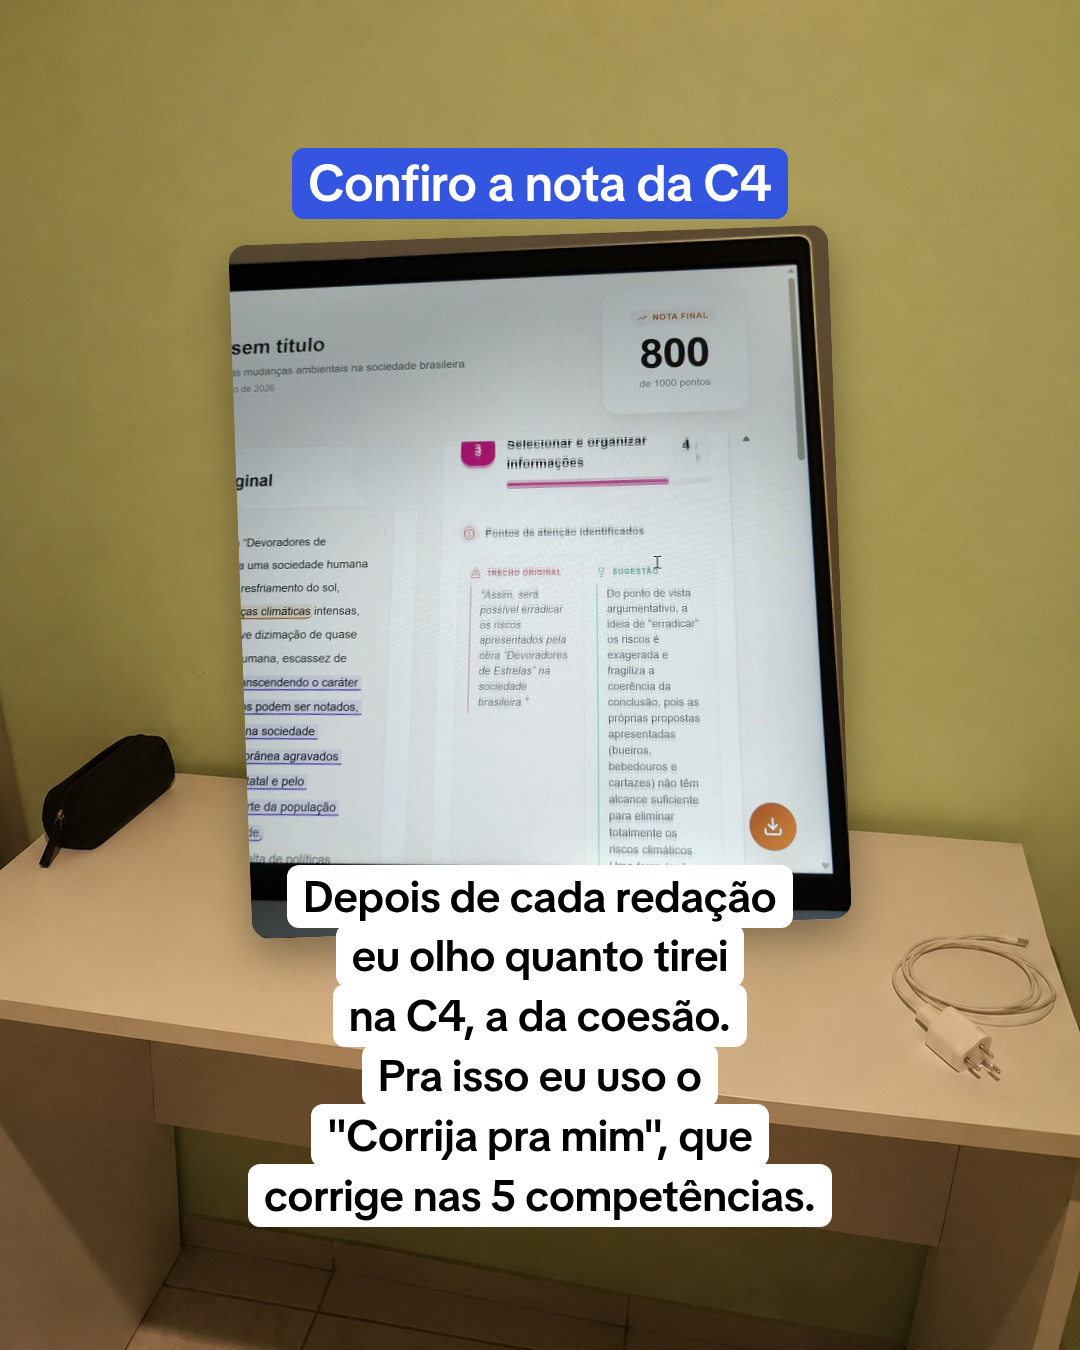 Confiro a nota da C4
sem título
s mudanças ambientais na sociedade brasileira
o de 2026
NOTA FINAL
800
de 1000 pontos
ginal
"Devoradores de
a uma sociedade humana
resfriamento do sol,
ças climáticas intensas,
ve dizimação de quase
umana, escassez de
anscendendo o caráter
os podem ser notados,
na sociedade
orânea agravados
tatal e pelo
rte da população
de.
alta de políticas
3
Selecionar e organizar
informações
4 / 5
Pontos de atenção identificados
TRECHO ORIGINAL
"Assim, será
possível erradicar
os riscos
apresentados pela
obra "Devoradores
de Estrelas" na
sociedade
brasileira."
SUGESTÃO
Do ponto de vista
argumentativo, a
ideia de "erradicar"
os riscos é
exagerada e
fragiliza a
coerência da
conclusão, pois as
próprias propostas
apresentadas
(bueiros,
bebedouros e
cartazes) não têm
alcance suficiente
para eliminar
totalmente os
riscos climáticos.
Depois de cada redação
eu olho quanto tirei
na C4, a da coesão.
Pra isso eu uso o
"Corrija pra mim", que
corrige nas 5 competências.